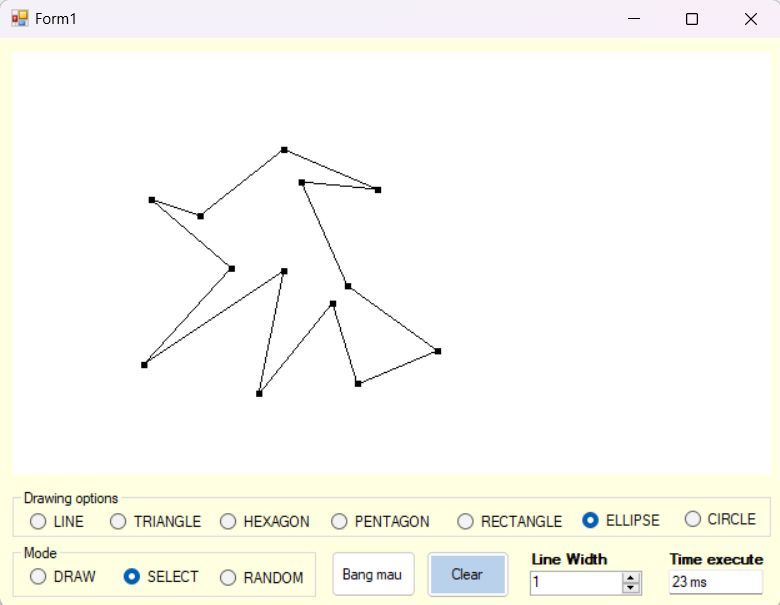 Form1
Drawing options
LINE TRIANGLE HEXAGON PENTAGON RECTANGLE ELLIPSE CIRCLE
Mode
DRAW SELECT RANDOM
Bang mau
Clear
Line Width
1
Time execute
23 ms